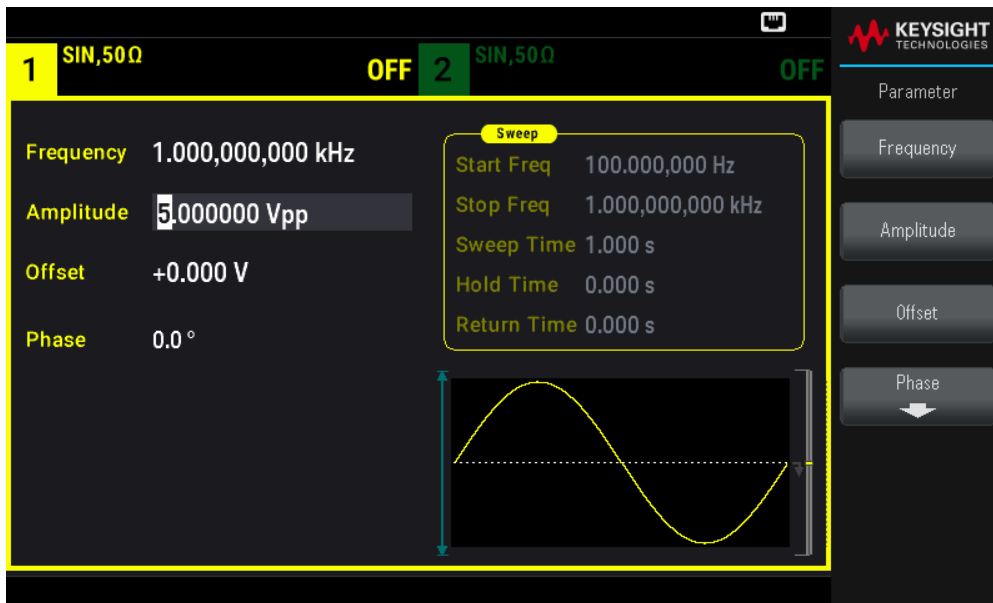 KEYSIGHT
TECHNOLOGIES
1 SIN,50Ω OFF 2 SIN,50Ω OFF
Parameter
Frequency 1.000,000,000 kHz
Amplitude 5.000000 Vpp
Offset +0.000 V
Phase 0.0 °
Sweep
Start Freq 100.000,000 Hz
Stop Freq 1.000,000,000 kHz
Sweep Time 1.000 s
Hold Time 0.000 s
Return Time 0.000 s
Frequency
Amplitude
Offset
Phase